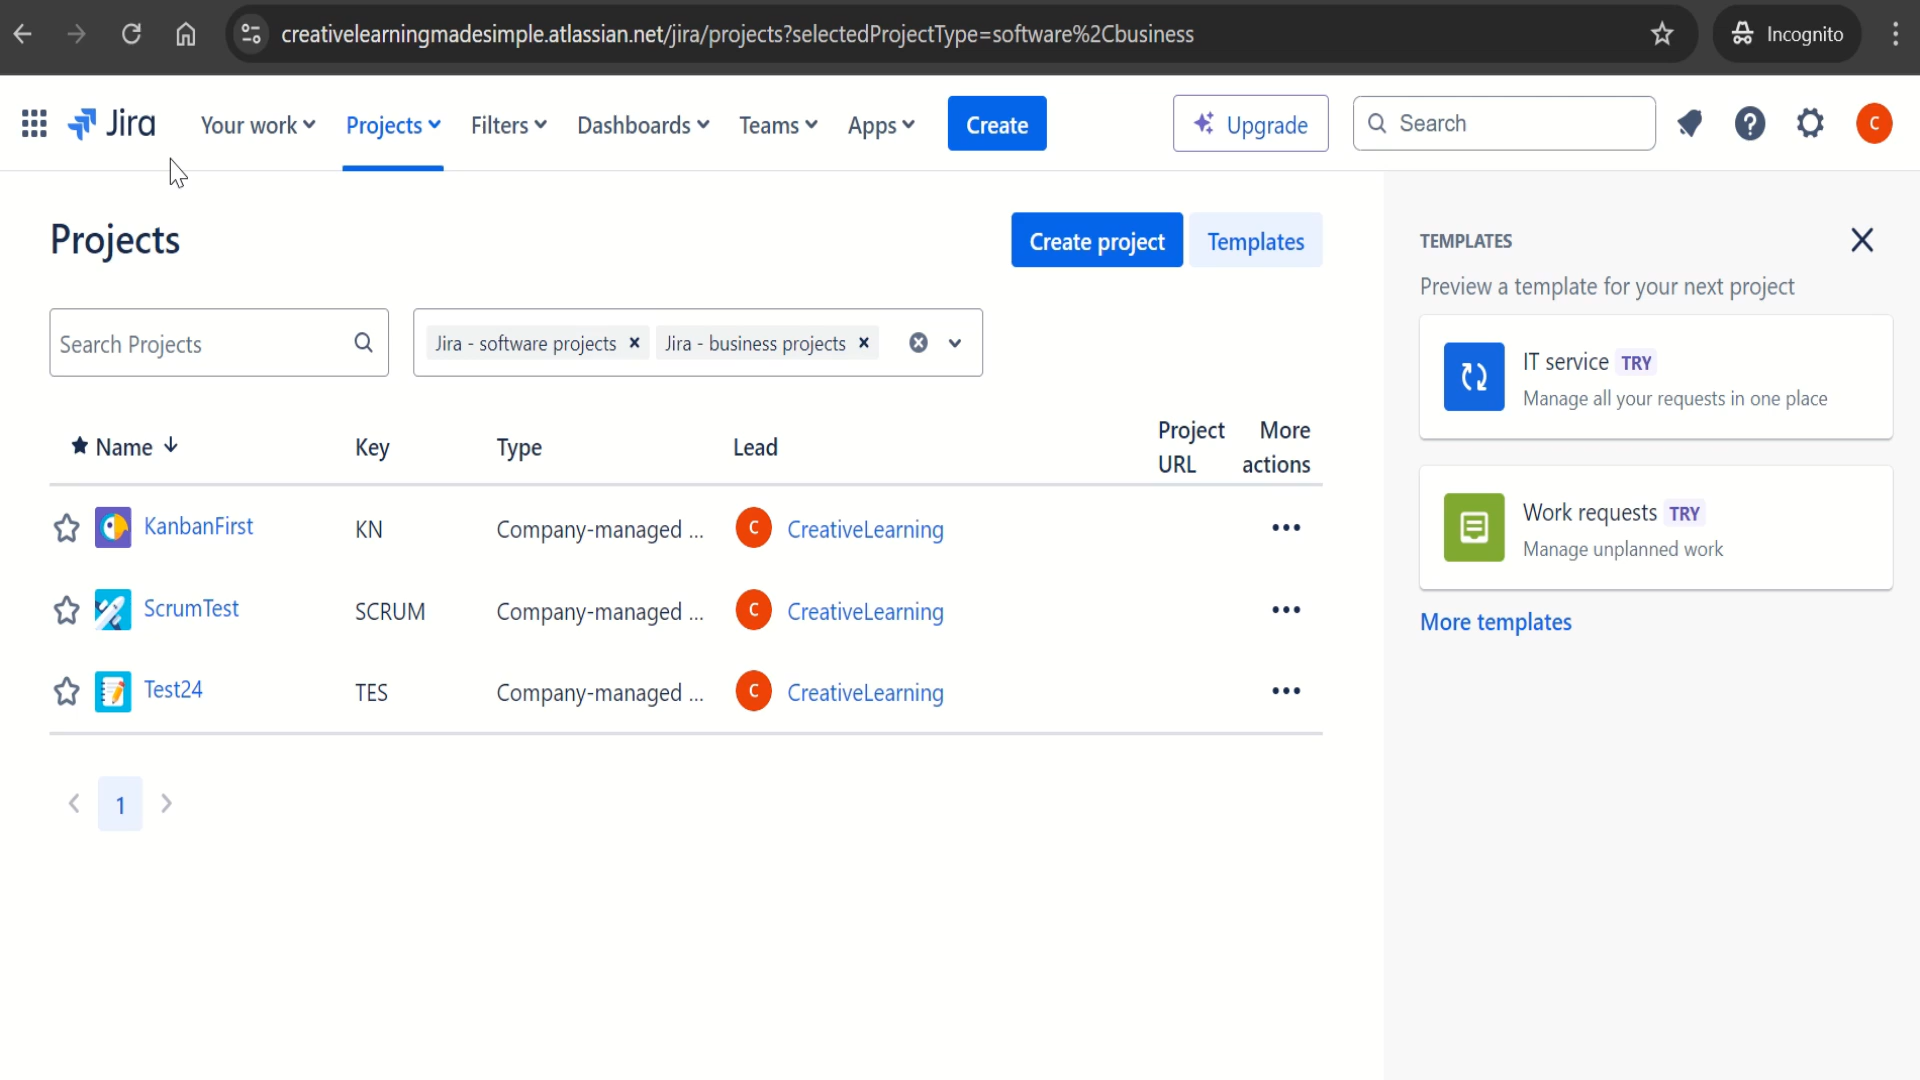 creativelearningmadesimple.atlassian.net/jira/projects?selectedProjectType=software%2Cbusiness
Incognito
Jira
Your work
Projects
Filters
Dashboards
Teams
Apps
Create
Upgrade
Search
C
Projects
Create project
Templates
Search Projects
Jira - software projects
Jira - business projects
Name
Key
Type
Lead
Project
URL
More
actions
KanbanFirst KN Company-managed ... C CreativeLearning
ScrumTest SCRUM Company-managed ... C CreativeLearning
Test24 TES Company-managed ... C CreativeLearning
1
TEMPLATES
Preview a template for your next project
IT service TRY
Manage all your requests in one place
Work requests TRY
Manage unplanned work
More templates